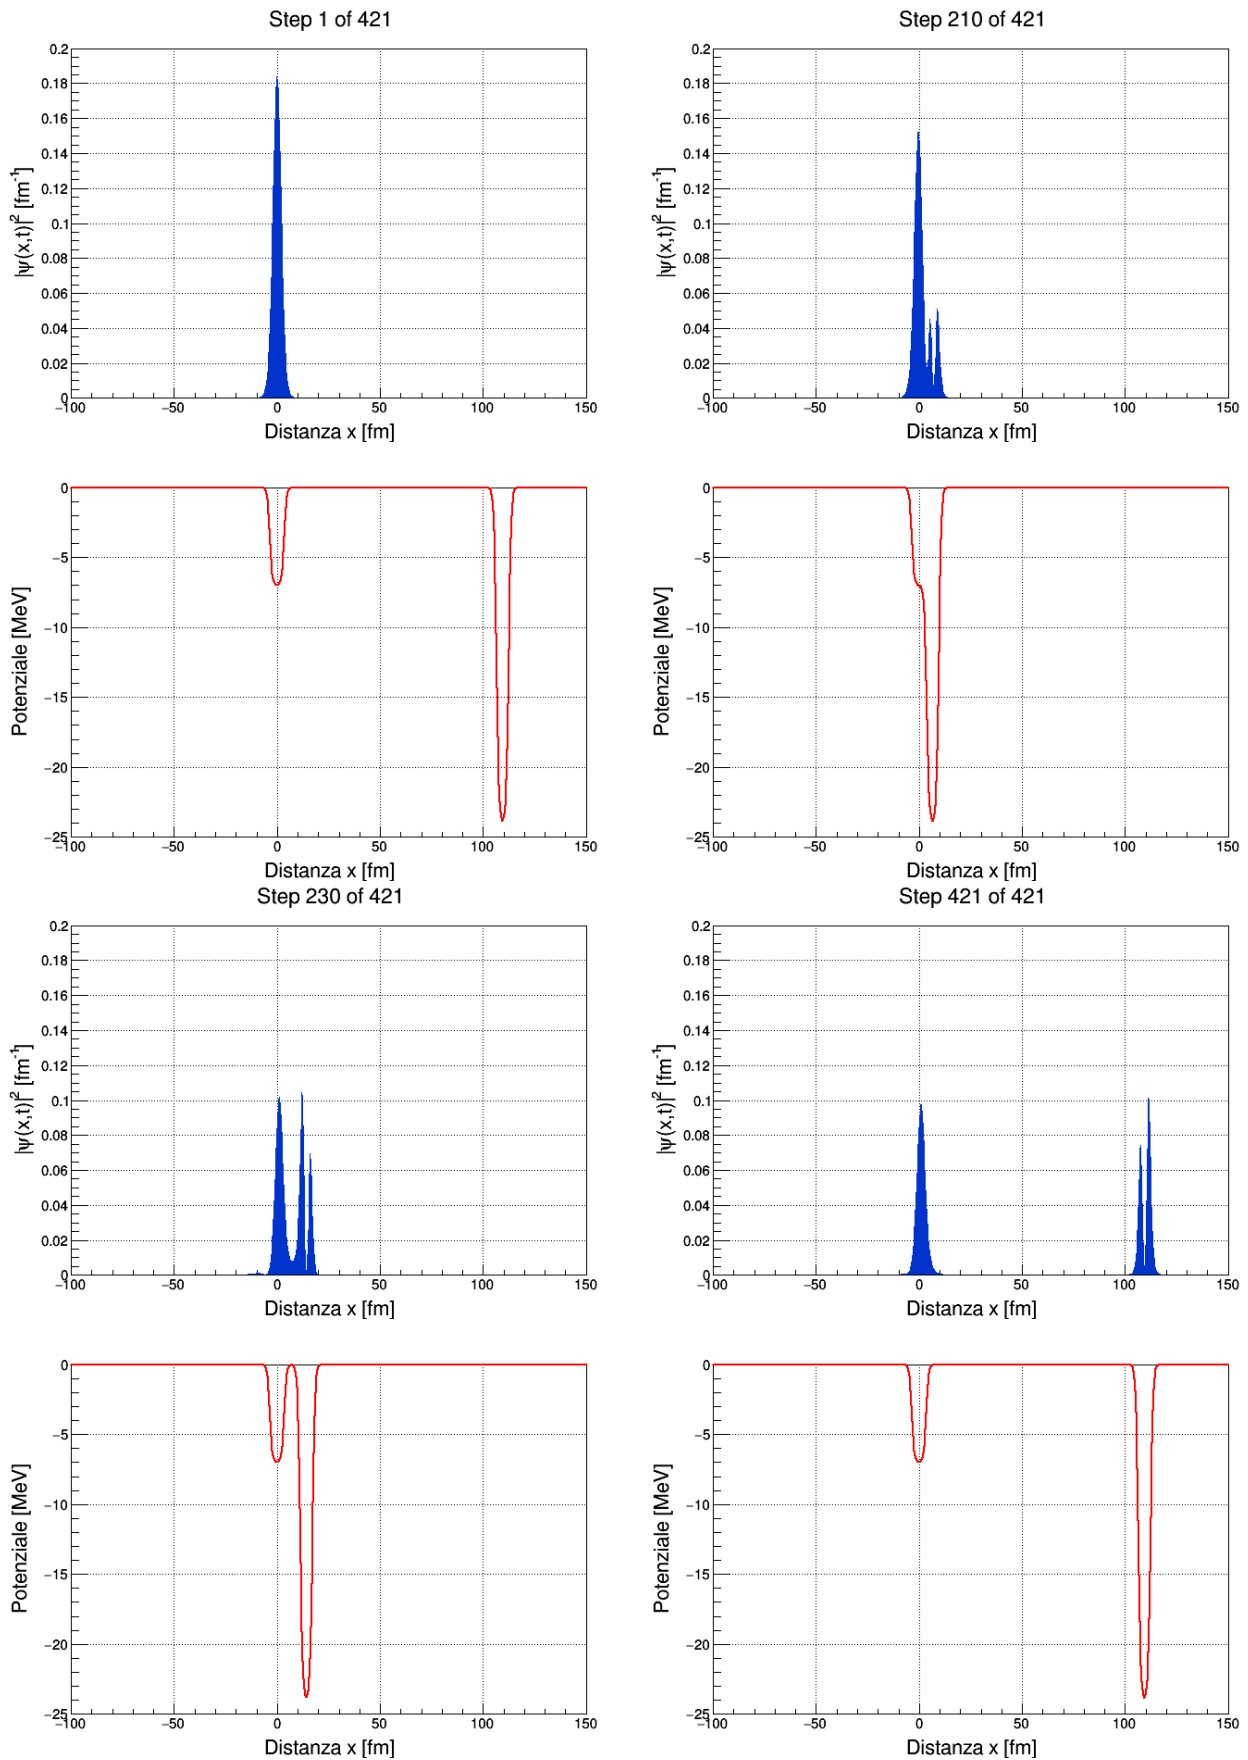 Step 1 of 421
0.2
0.18
0.16
0.14
0.12
0.1
0.08
0.06
0.04
0.02
0
|ψ(x,t)|² [fm⁻¹]
−100 −50 0 50 100 150
Distanza x [fm]
0
−5
−10
−15
−20
−25
Potenziale [MeV]
−100 −50 0 50 100 150
Distanza x [fm]
Step 210 of 421
0.2
0.18
0.16
0.14
0.12
0.1
0.08
0.06
0.04
0.02
0
|ψ(x,t)|² [fm⁻¹]
−100 −50 0 50 100 150
Distanza x [fm]
0
−5
−10
−15
−20
−25
Potenziale [MeV]
−100 −50 0 50 100 150
Distanza x [fm]
Step 230 of 421
0.2
0.18
0.16
0.14
0.12
0.1
0.08
0.06
0.04
0.02
0
|ψ(x,t)|² [fm⁻¹]
−100 −50 0 50 100 150
Distanza x [fm]
0
−5
−10
−15
−20
−25
Potenziale [MeV]
−100 −50 0 50 100 150
Distanza x [fm]
Step 421 of 421
0.2
0.18
0.16
0.14
0.12
0.1
0.08
0.06
0.04
0.02
0
|ψ(x,t)|² [fm⁻¹]
−100 −50 0 50 100 150
Distanza x [fm]
0
−5
−10
−15
−20
−25
Potenziale [MeV]
−100 −50 0 50 100 150
Distanza x [fm]